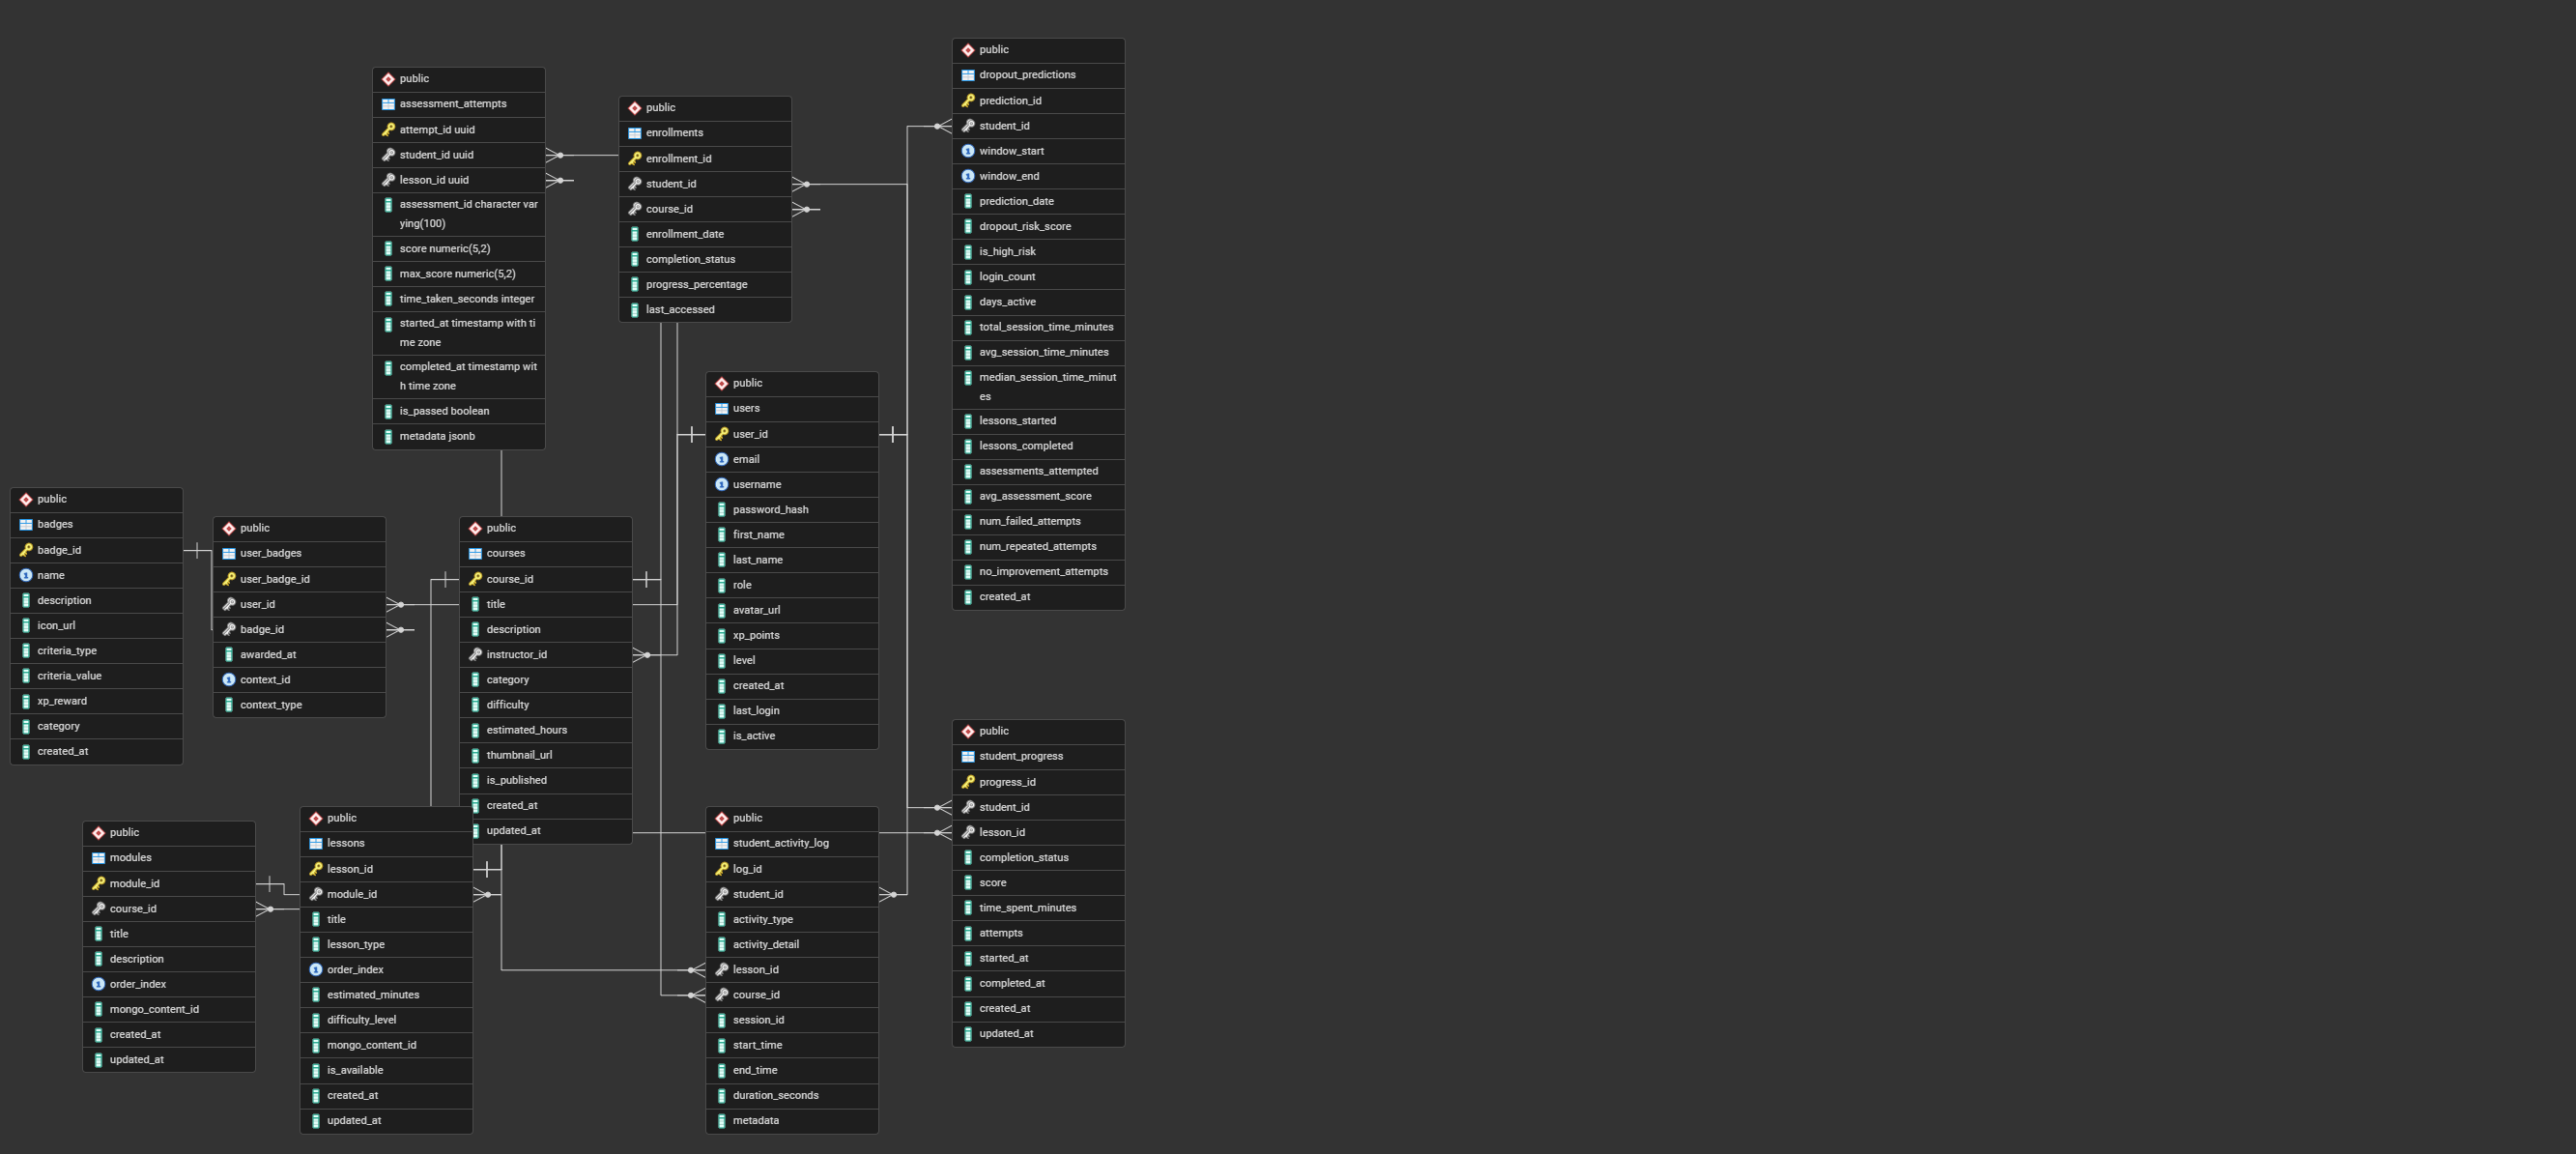 public
dropout_predictions
prediction_id
student_id
window_start
window_end
prediction_date
dropout_risk_score
is_high_risk
login_count
days_active
total_session_time_minutes
avg_session_time_minutes
median_session_time_minut
es
lessons_started
lessons_completed
assessments_attempted
avg_assessment_score
num_failed_attempts
num_repeated_attempts
no_improvement_attempts
created_at
public
assessment_attempts
attempt_id uuid
student_id uuid
lesson_id uuid
assessment_id character var
ying(100)
score numeric(5,2)
max_score numeric(5,2)
time_taken_seconds integer
started_at timestamp with ti
me zone
completed_at timestamp wit
h time zone
is_passed boolean
metadata jsonb
public
enrollments
enrollment_id
student_id
course_id
enrollment_date
completion_status
progress_percentage
last_accessed
public
users
user_id
email
username
password_hash
first_name
last_name
role
avatar_url
xp_points
level
created_at
last_login
is_active
public
badges
badge_id
name
description
icon_url
criteria_type
criteria_value
xp_reward
category
created_at
public
user_badges
user_badge_id
user_id
badge_id
awarded_at
context_id
context_type
public
courses
course_id
title
description
instructor_id
category
difficulty
estimated_hours
thumbnail_url
is_published
created_at
updated_at
public
student_progress
progress_id
student_id
lesson_id
completion_status
score
time_spent_minutes
attempts
started_at
completed_at
created_at
updated_at
public
modules
module_id
course_id
title
description
order_index
mongo_content_id
created_at
updated_at
public
lessons
lesson_id
module_id
title
lesson_type
order_index
estimated_minutes
difficulty_level
mongo_content_id
is_available
created_at
updated_at
public
student_activity_log
log_id
student_id
activity_type
activity_detail
lesson_id
course_id
session_id
start_time
end_time
duration_seconds
metadata